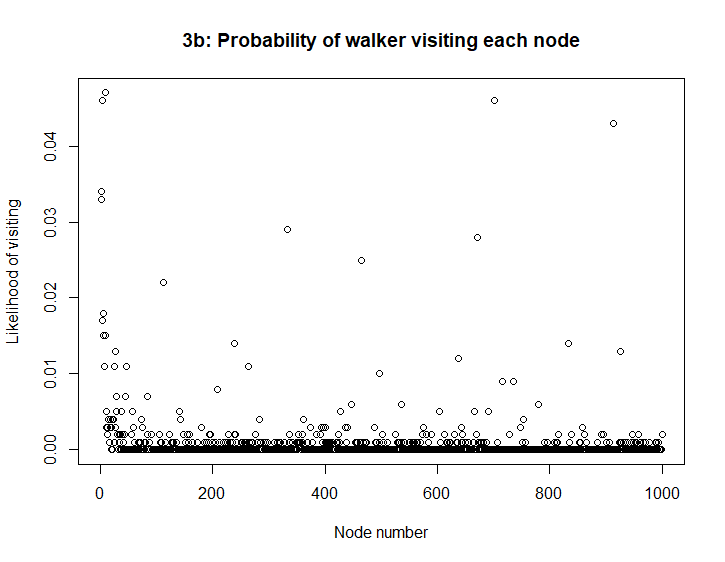 3b: Probability of walker visiting each node
Likelihood of visiting
0.04
0.03
0.02
0.01
0.00
0 200 400 600 800 1000
Node number